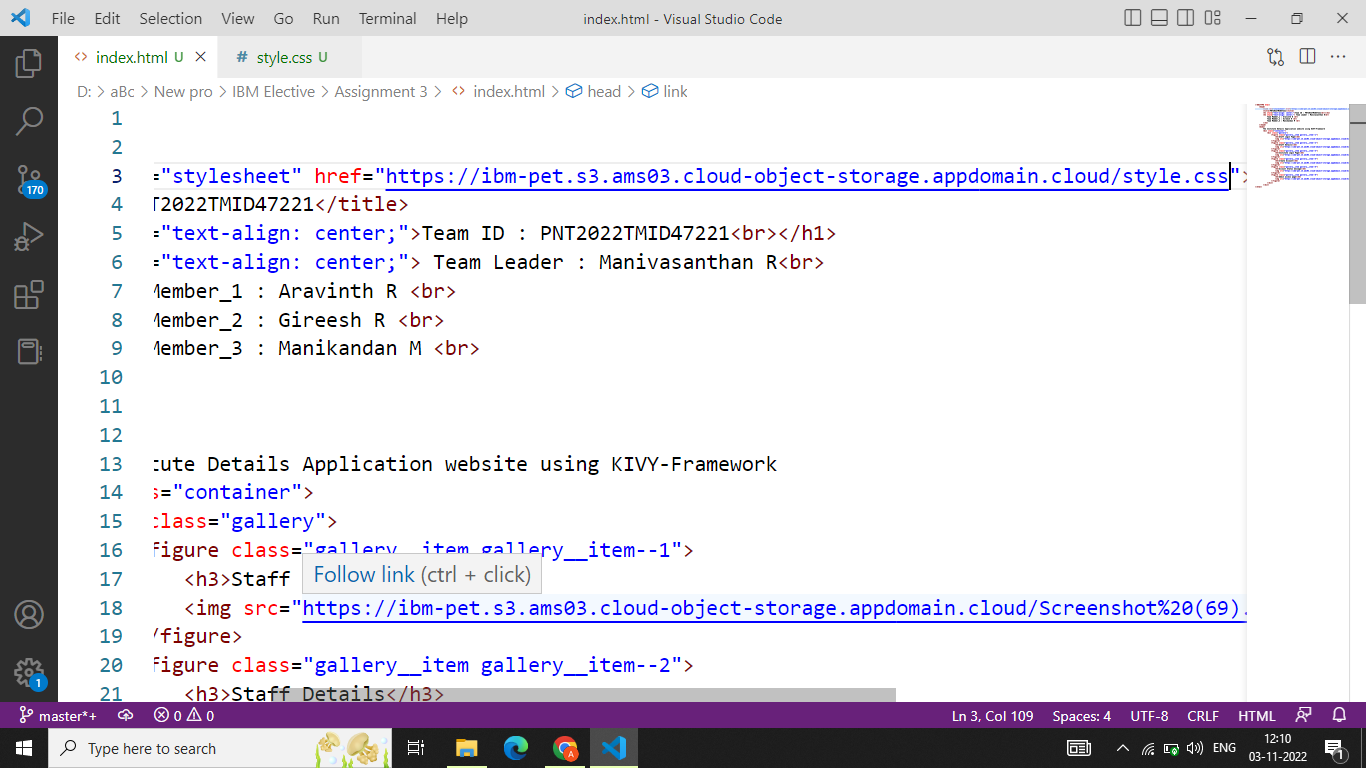 File Edit Selection View Go Run Terminal Help index.html - Visual Studio Code
<> index.html U # style.css U
D: > aBc > New pro > IBM Elective > Assignment 3 > <> index.html > head > link
1
2
3 ="stylesheet" href="https://ibm-pet.s3.ams03.cloud-object-storage.appdomain.cloud/style.css">
4 T2022TMID47221</title>
5 ="text-align: center;">Team ID : PNT2022TMID47221<br></h1>
6 ="text-align: center;"> Team Leader : Manivasanthan R<br>
7 Member_1 : Aravinth R <br>
8 Member_2 : Gireesh R <br>
9 Member_3 : Manikandan M <br>
10
11
12
13 tute Details Application website using KIVY-Framework
14 s="container">
15 class="gallery">
16 figure class="gallery__item gallery__item--1">
17 <h3>Staff
Follow link (ctrl + click)
18 <img src="https://ibm-pet.s3.ams03.cloud-object-storage.appdomain.cloud/Screenshot%20(69).
19 /figure>
20 figure class="gallery__item gallery__item--2">
21 <h3>Staff Details</h3>
170
1
master*+ 0 0 Ln 3, Col 109 Spaces: 4 UTF-8 CRLF HTML
Type here to search ENG 12:10
03-11-2022 1